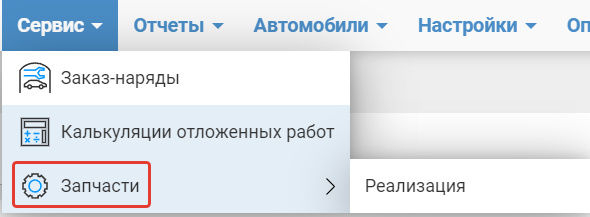 Сервис Отчеты Автомобили Настройки Оп
Заказ-наряды
Калькуляции отложенных работ
Запчасти Реализация